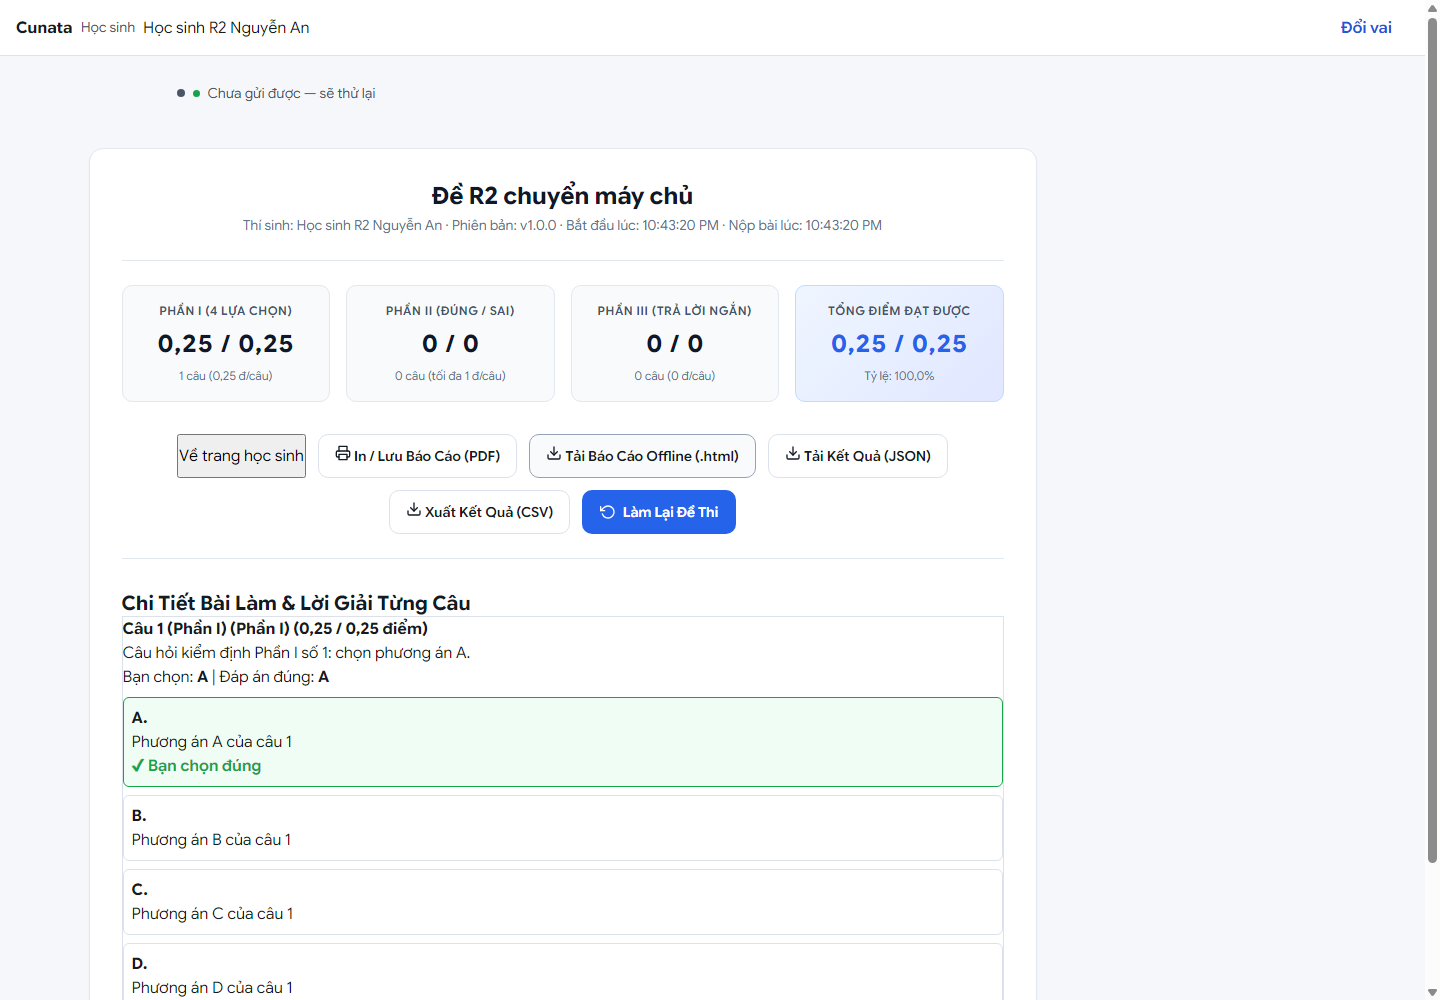 Cunata Học sinh Học sinh R2 Nguyễn An
Đổi vai
Chưa gửi được — sẽ thử lại
Đề R2 chuyển máy chủ
Thí sinh: Học sinh R2 Nguyễn An · Phiên bản: v1.0.0 · Bắt đầu lúc: 10:43:20 PM · Nộp bài lúc: 10:43:20 PM
PHẦN I (4 LỰA CHỌN)
0,25 / 0,25
1 câu (0,25 đ/câu)
PHẦN II (ĐÚNG / SAI)
0 / 0
0 câu (tối đa 1 đ/câu)
PHẦN III (TRẢ LỜI NGẮN)
0 / 0
0 câu (0 đ/câu)
TỔNG ĐIỂM ĐẠT ĐƯỢC
0,25 / 0,25
Tỷ lệ: 100,0%
Về trang học sinh
In / Lưu Báo Cáo (PDF)
Tải Báo Cáo Offline (.html)
Tải Kết Quả (JSON)
Xuất Kết Quả (CSV)
Làm Lại Đề Thi
Chi Tiết Bài Làm & Lời Giải Từng Câu
Câu 1 (Phần I) (Phần I) (0,25 / 0,25 điểm)
Câu hỏi kiểm định Phần I số 1: chọn phương án A.
Bạn chọn: A | Đáp án đúng: A
A.
Phương án A của câu 1
✓ Bạn chọn đúng
B.
Phương án B của câu 1
C.
Phương án C của câu 1
D.
Phương án D của câu 1